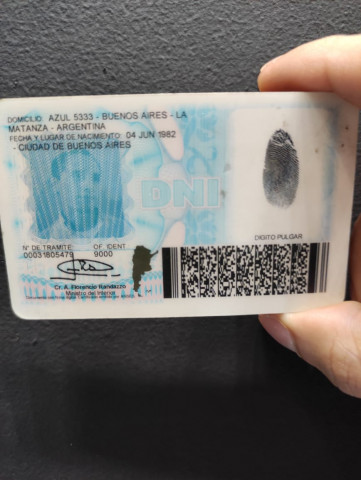 DOMICILIO: AZUL 5333 - BUENOS AIRES - LA
MATANZA - ARGENTINA
FECHA Y LUGAR DE NACIMIENTO: 04 JUN 1982
- CIUDAD DE BUENOS AIRES
DNI
DIGITO PULGAR
Nº DE TRAMITE OF. IDENT.
00031805479 9000
Cr. A. Florencio Randazzo
Ministro del Interior